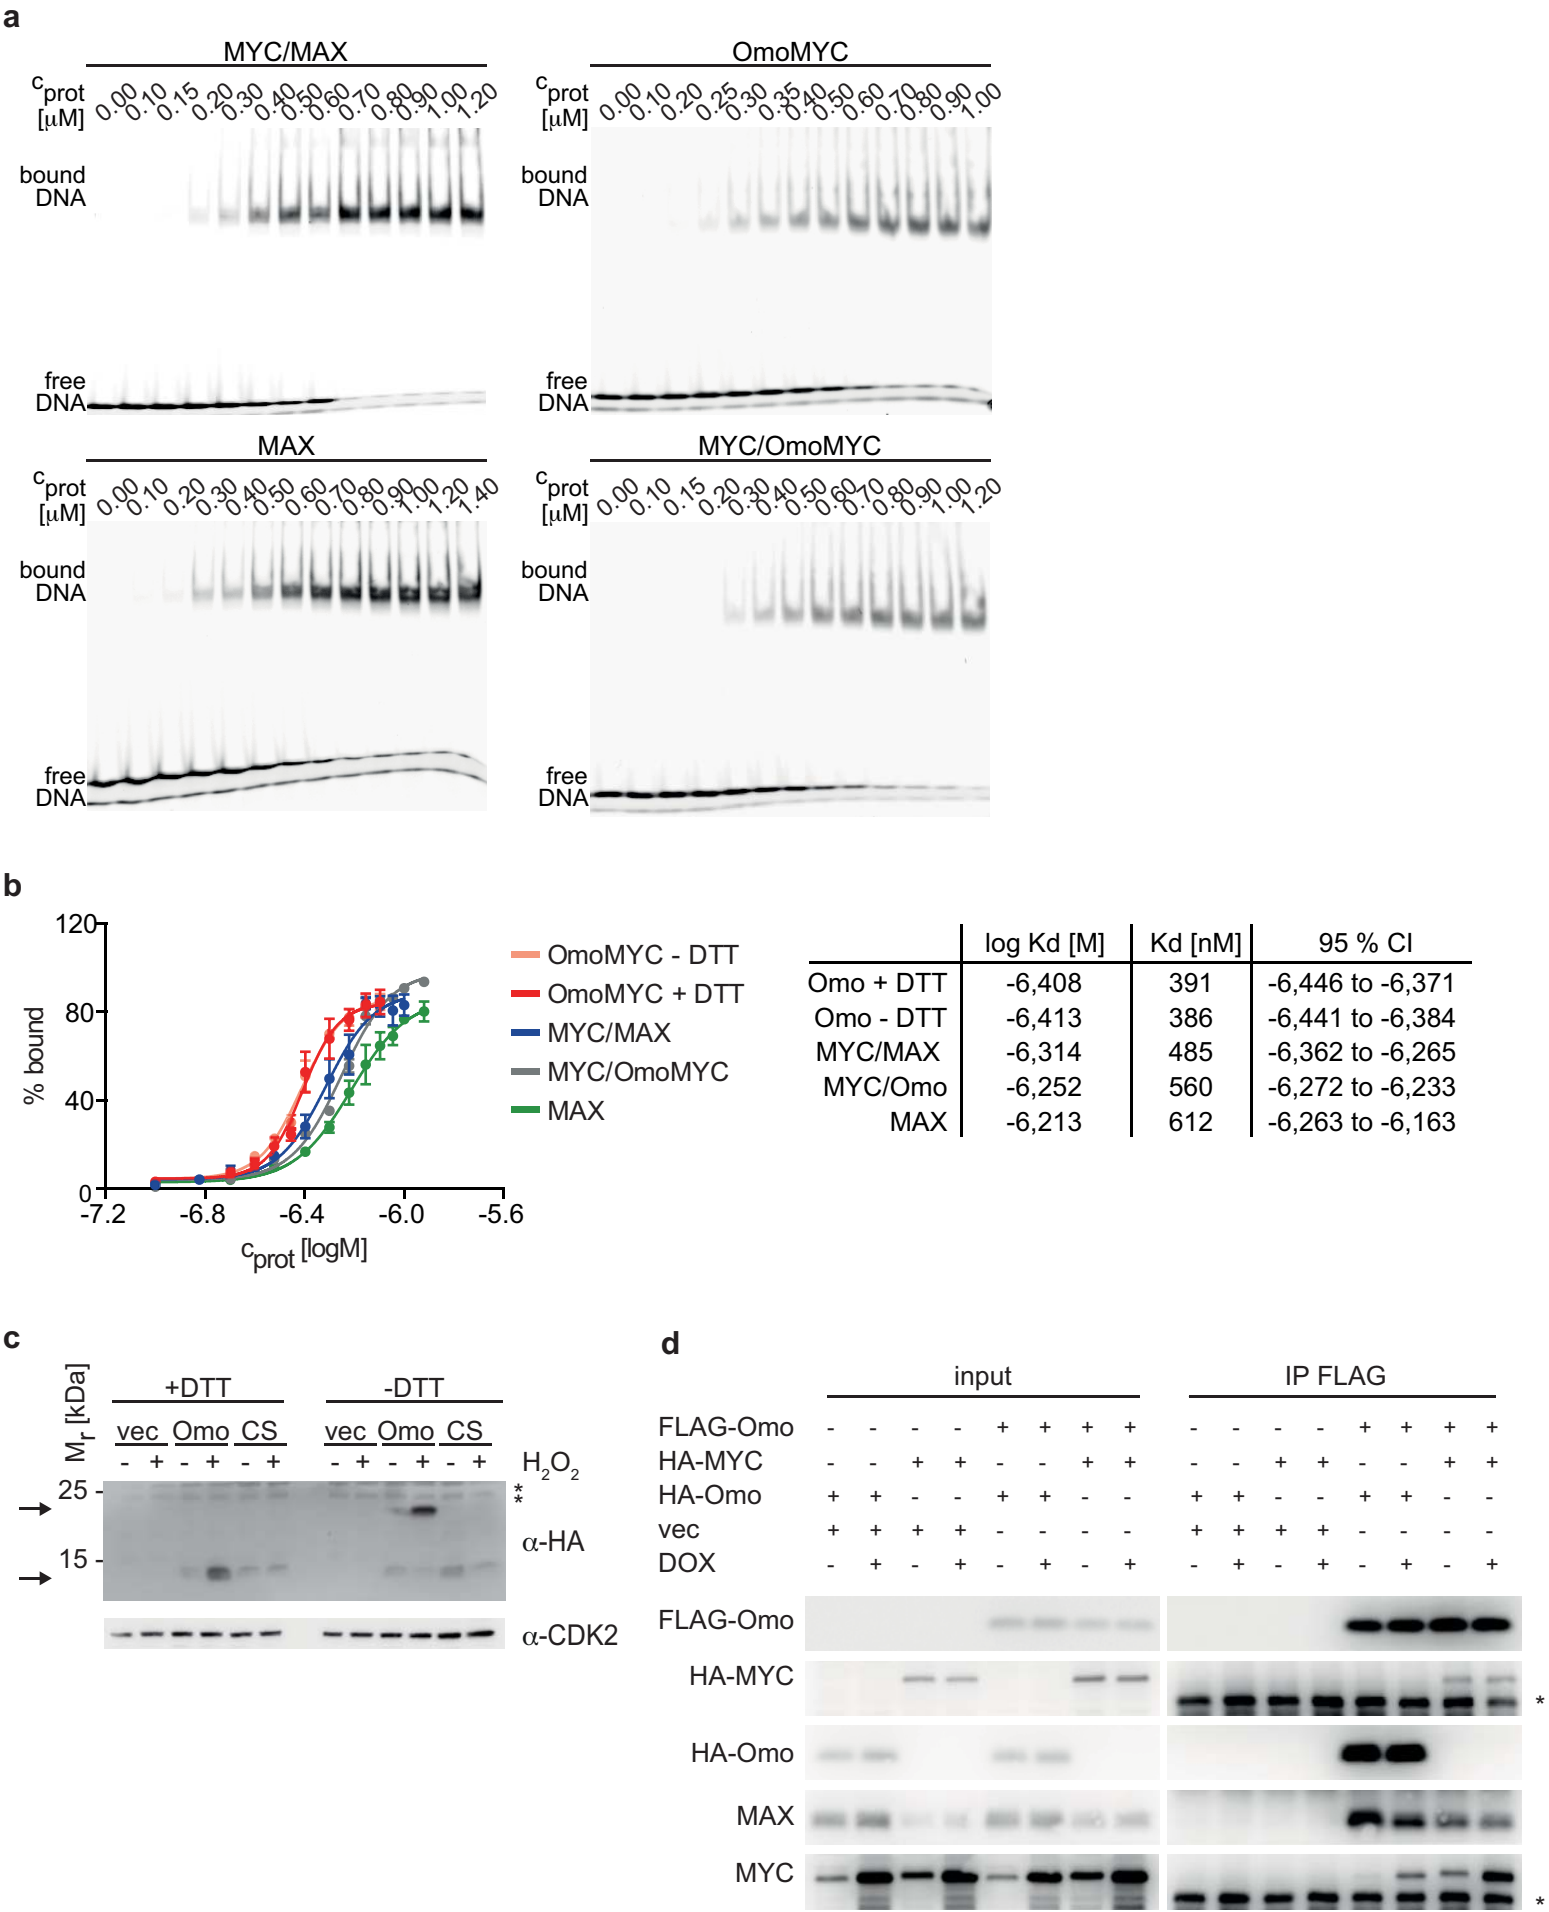 a
MYC/MAX
cprot [µM] 0.00 0.10 0.15 0.20 0.30 0.40 0.50 0.60 0.70 0.80 0.90 1.00 1.20
bound DNA
free DNA
OmoMYC
cprot [µM] 0.00 0.10 0.20 0.25 0.30 0.35 0.40 0.50 0.60 0.70 0.80 0.90 1.00
bound DNA
free DNA
MAX
cprot [µM] 0.00 0.10 0.20 0.30 0.40 0.50 0.60 0.70 0.80 0.90 1.00 1.20 1.40
bound DNA
free DNA
MYC/OmoMYC
cprot [µM] 0.00 0.10 0.15 0.20 0.30 0.40 0.50 0.60 0.70 0.80 0.90 1.00 1.20
bound DNA
free DNA
b
% bound
120
80
40
0
-7.2 -6.8 -6.4 -6.0 -5.6
cprot [logM]
OmoMYC - DTT
OmoMYC + DTT
MYC/MAX
MYC/OmoMYC
MAX
log Kd [M] Kd [nM] 95 % CI
Omo + DTT -6,408 391 -6,446 to -6,371
Omo - DTT -6,413 386 -6,441 to -6,384
MYC/MAX -6,314 485 -6,362 to -6,265
MYC/Omo -6,252 560 -6,272 to -6,233
MAX -6,213 612 -6,263 to -6,163
c
Mr [kDa]
+DTT -DTT
vec Omo CS vec Omo CS
- + - + - + - + - + - + H2O2
25
*
*
α-HA
15
α-CDK2
d
input IP FLAG
FLAG-Omo - - - - + + + + - - - - + + + +
HA-MYC - - + + - - + + - - + + - - + +
HA-Omo + + - - + + - - + + - - + + - -
vec + + + + - - - - + + + + - - - -
DOX - + - + - + - + - + - + - + - +
FLAG-Omo
HA-MYC
*
HA-Omo
MAX
MYC
*